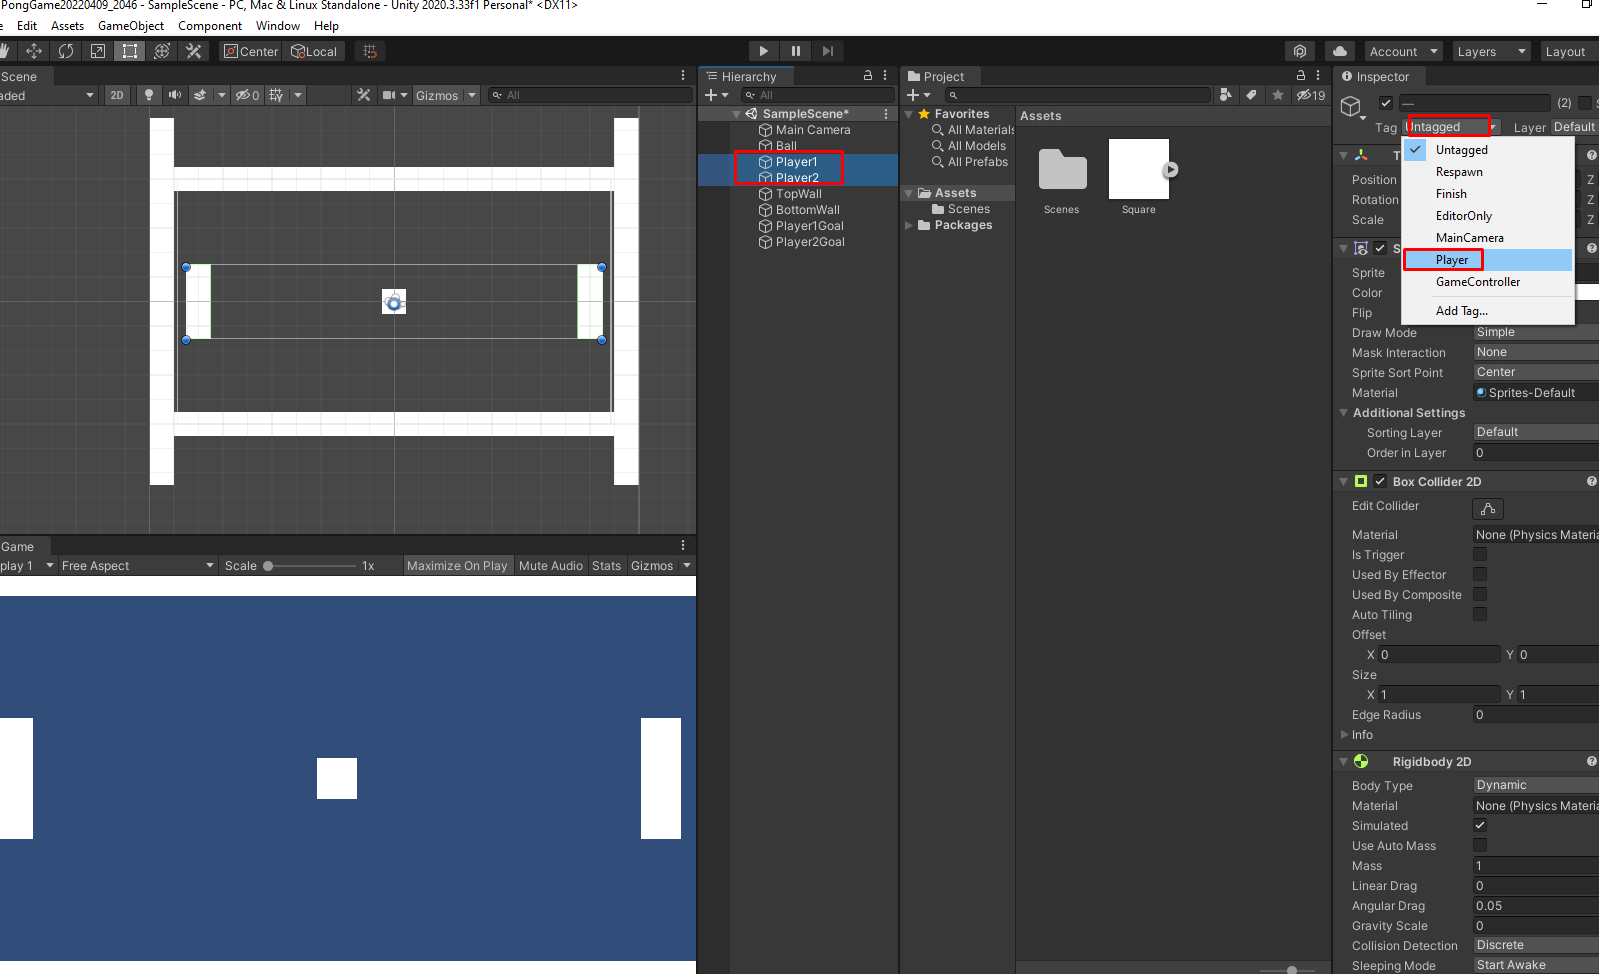 PongGame20220409_2046 - SampleScene - PC, Mac & Linux Standalone - Unity 2020.3.33f1 Personal* <DX11>
Edit Assets GameObject Component Window Help
Center Local
Account Layers Layout
Scene
aded 2D 0 Gizmos All
Hierarchy
All
SampleScene*
Main Camera
Ball
Player1
Player2
TopWall
BottomWall
Player1Goal
Player2Goal
Project
19
Favorites
All Materials
All Models
All Prefabs
Assets
Scenes
Packages
Assets
Scenes
Square
Inspector
— (2) S
Tag Untagged Layer Default
Untagged
Respawn
Finish
EditorOnly
MainCamera
Player
GameController
Add Tag...
T
Position Z
Rotation Z
Scale Z
S
Sprite
Color
Flip
Draw Mode Simple
Mask Interaction None
Sprite Sort Point Center
Material Sprites-Default
Additional Settings
Sorting Layer Default
Order in Layer 0
Box Collider 2D
Edit Collider
Material None (Physics Materia
Is Trigger
Used By Effector
Used By Composite
Auto Tiling
Offset
X 0 Y 0
Size
X 1 Y 1
Edge Radius 0
Info
Rigidbody 2D
Body Type Dynamic
Material None (Physics Materia
Simulated
Use Auto Mass
Mass 1
Linear Drag 0
Angular Drag 0.05
Gravity Scale 0
Collision Detection Discrete
Sleeping Mode Start Awake
Game
play 1 Free Aspect Scale 1x Maximize On Play Mute Audio Stats Gizmos